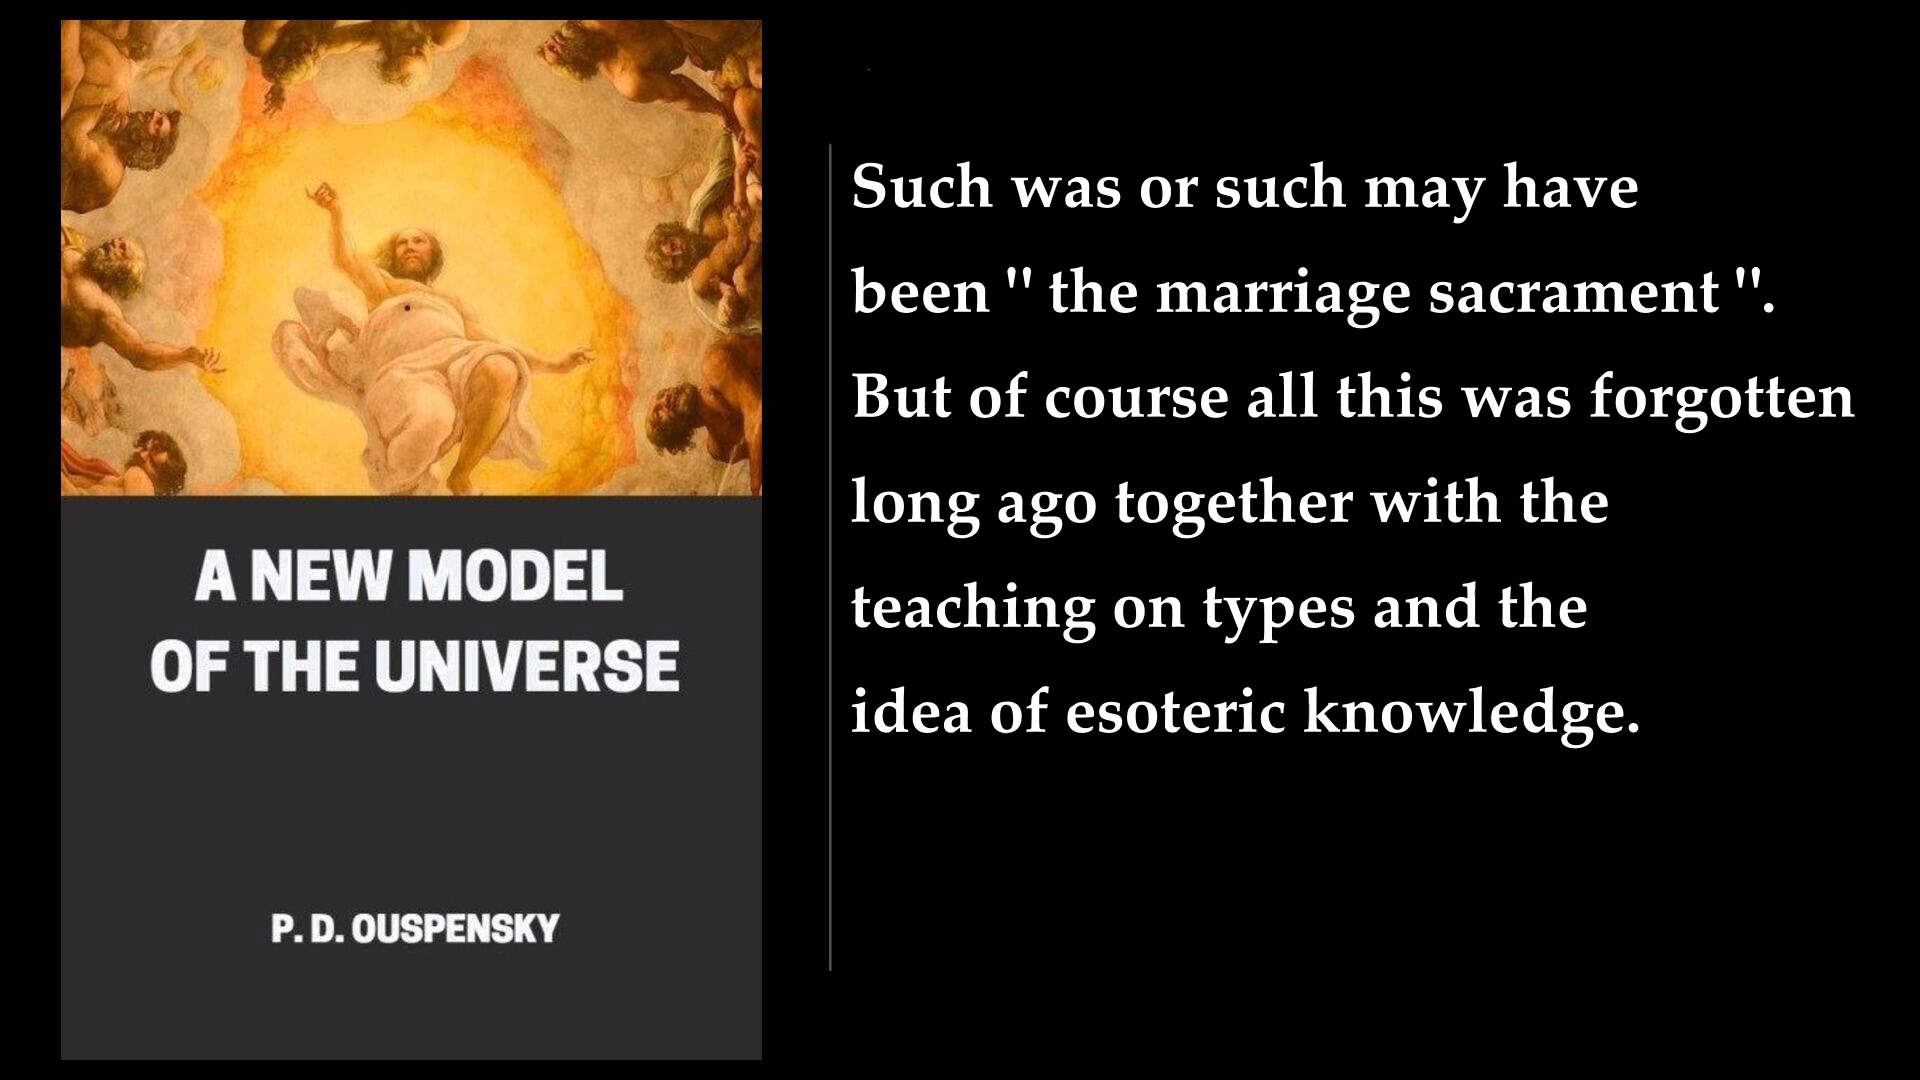 A NEW MODEL
OF THE UNIVERSE
P. D. OUSPENSKY
Such was or such may have
been " the marriage sacrament ".
But of course all this was forgotten
long ago together with the
teaching on types and the
idea of esoteric knowledge.